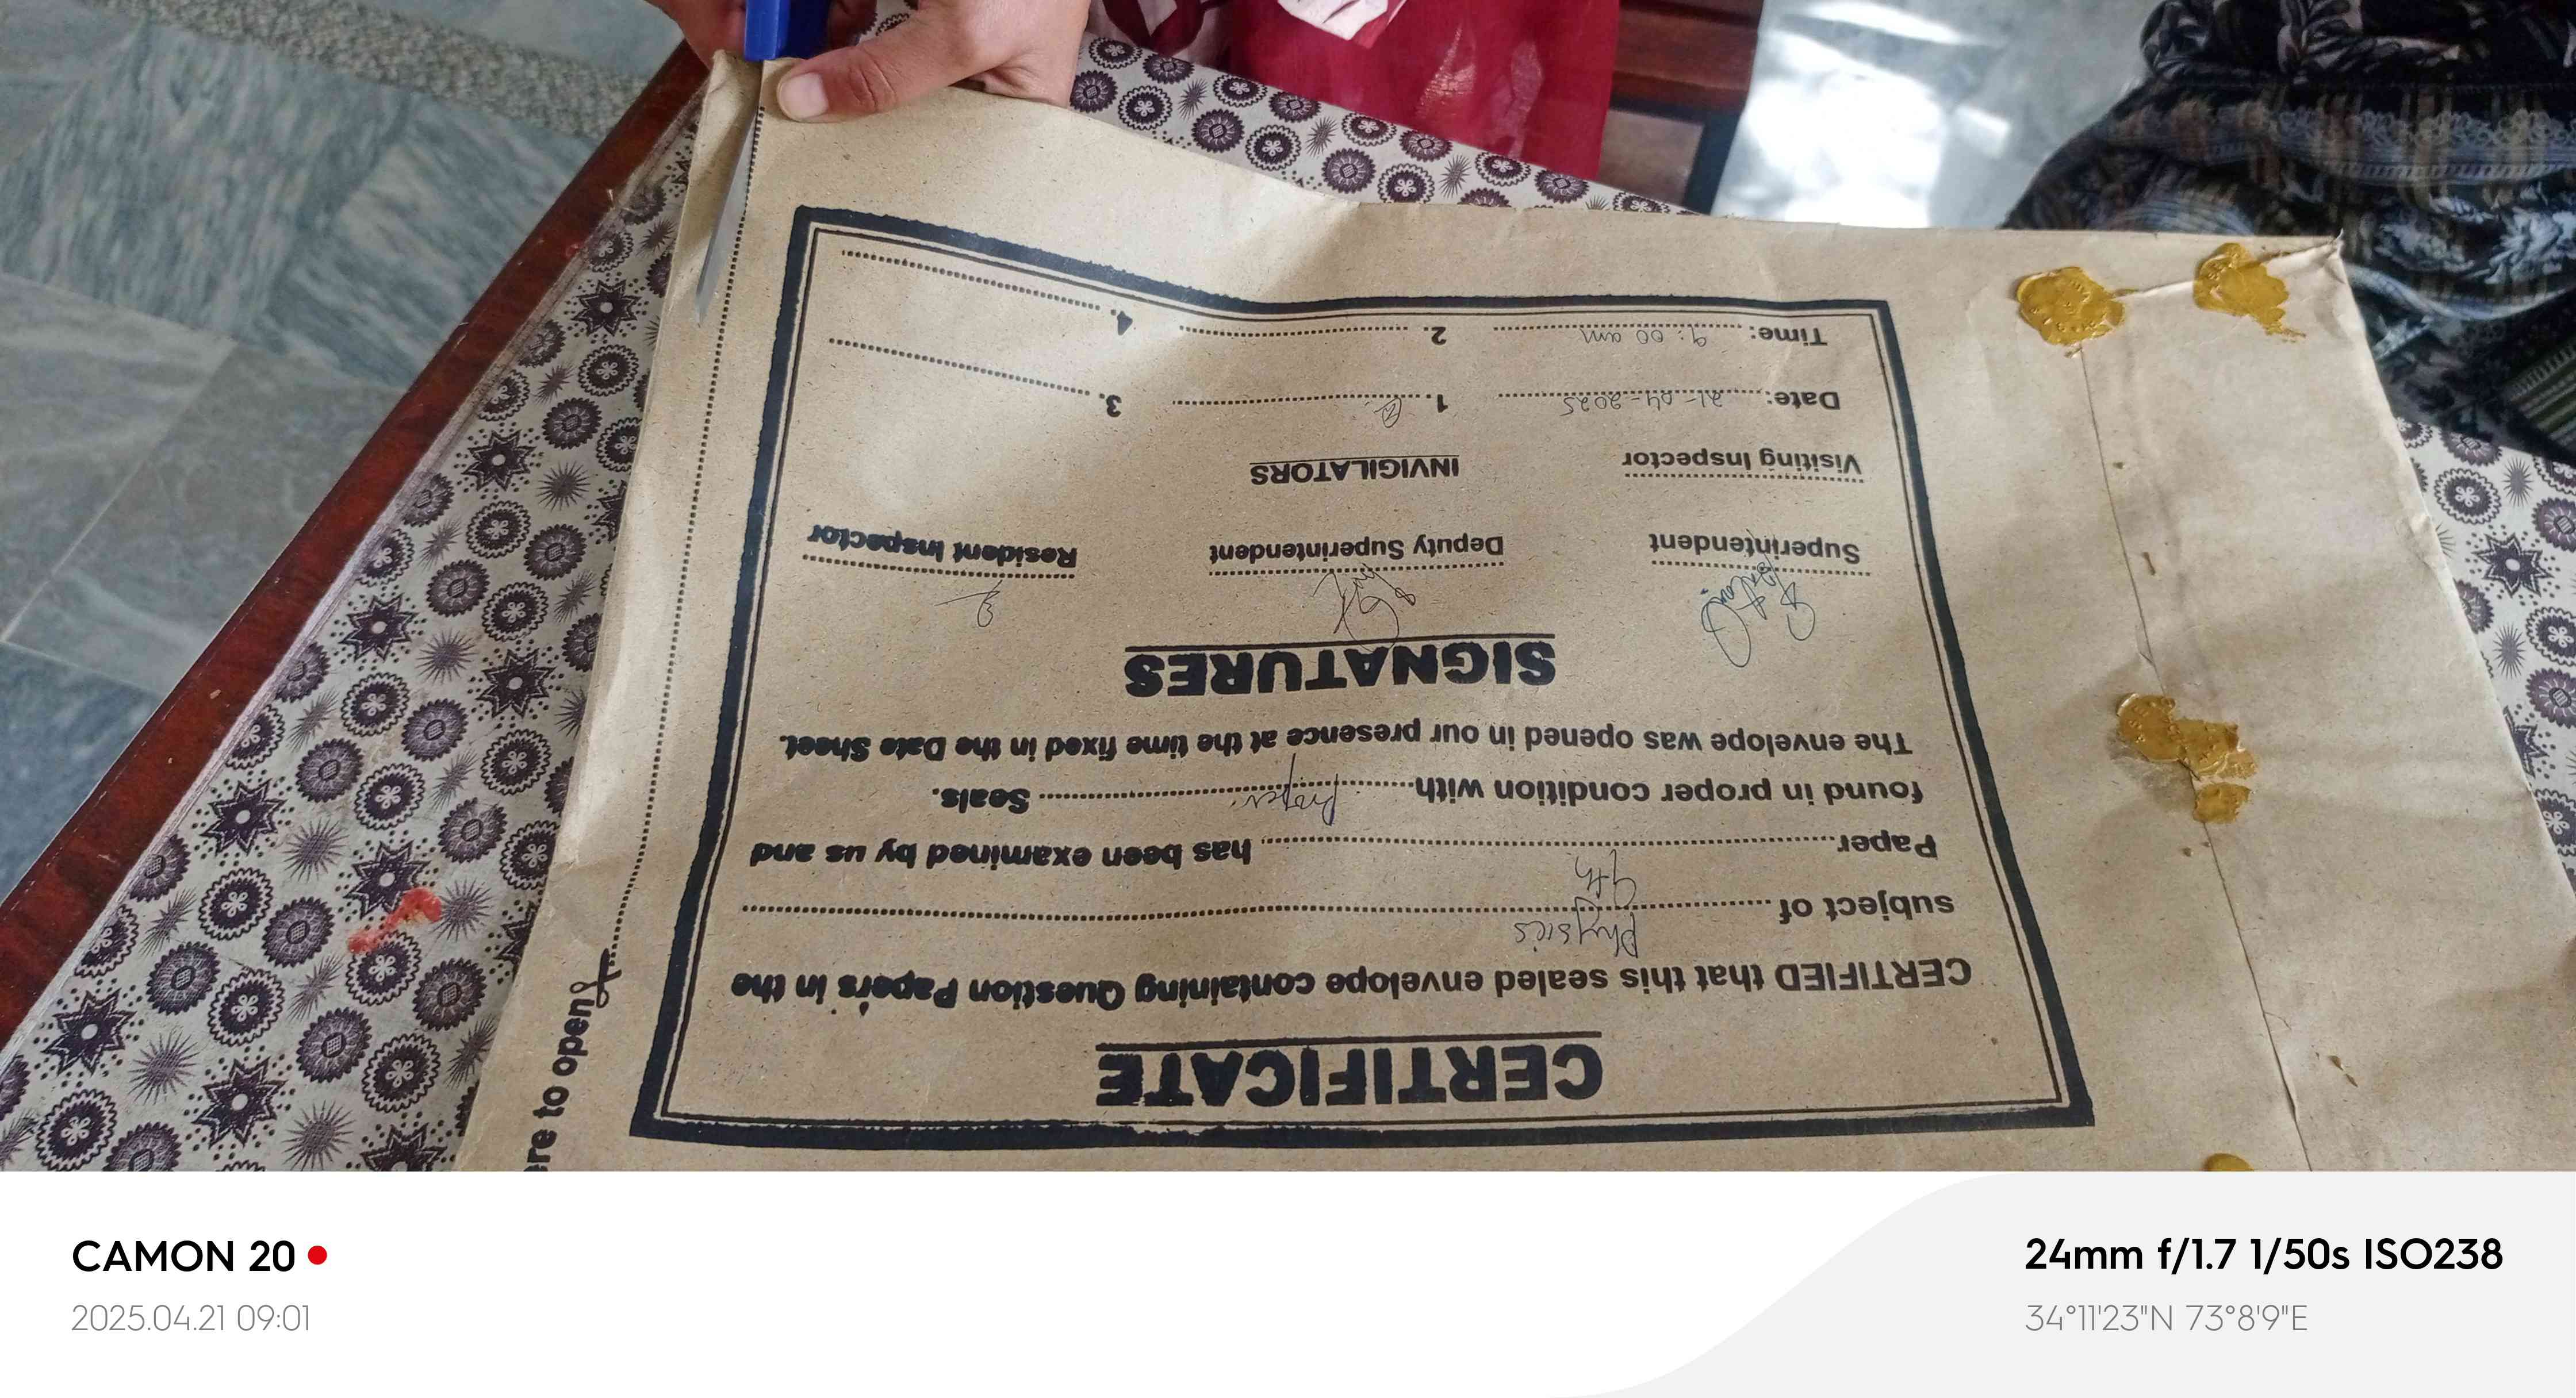 CERTIFICATE
CERTIFIED that this sealed envelope containing Question Papers in the
subject of Physics
Paper 9th has been examined by us and
found in proper condition with Proper Seals.
The envelope was opened in our presence at the time fixed in the Date Sheet.
SIGNATURES
Superintendent Deputy Superintendent Resident Inspector
Visiting Inspector INVIGILATORS
Date: 21-04-2025 1. 3.
Time: 9:00 am 2. 4.
ere to open
CAMON 20
2025.04.21 09:01
24mm f/1.7 1/50s ISO238
34°11'23"N 73°8'9"E